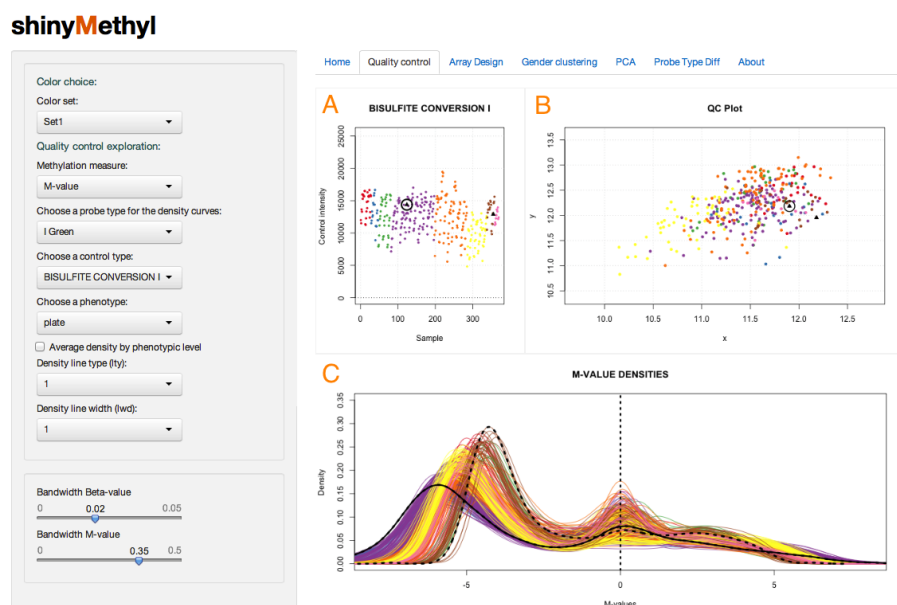 shinyMethyl
Color choice:
Color set:
Set1
Quality control exploration:
Methylation measure:
M-value
Choose a probe type for the density curves:
I Green
Choose a control type:
BISULFITE CONVERSION I
Choose a phenotype:
plate
Average density by phenotypic level
Density line type (lty):
1
Density line width (lwd):
1
Bandwidth Beta-value
0 0.02 0.05
Bandwidth M-value
0 0.35 0.5
Home Quality control Array Design Gender clustering PCA Probe Type Diff About
A
BISULFITE CONVERSION I
Control intensity
25000
20000
15000
10000
5000
0
0 100 200 300
Sample
B
QC Plot
y
13.5
13.0
12.5
12.0
11.5
11.0
10.5
10.0 10.5 11.0 11.5 12.0 12.5
x
C
M-VALUE DENSITIES
Density
0.35
0.30
0.25
0.20
0.15
0.10
0.05
0.00
-5 0 5
M-values